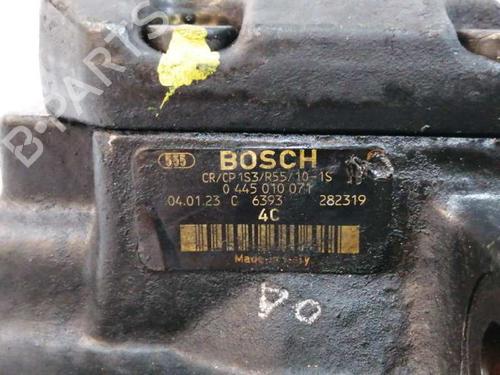 B-PARTS
555 BOSCH
CR/CP1S3/R55/10-1S
0 445 010 071
04.01.23 C 6393 282319
4C
Made in Italy